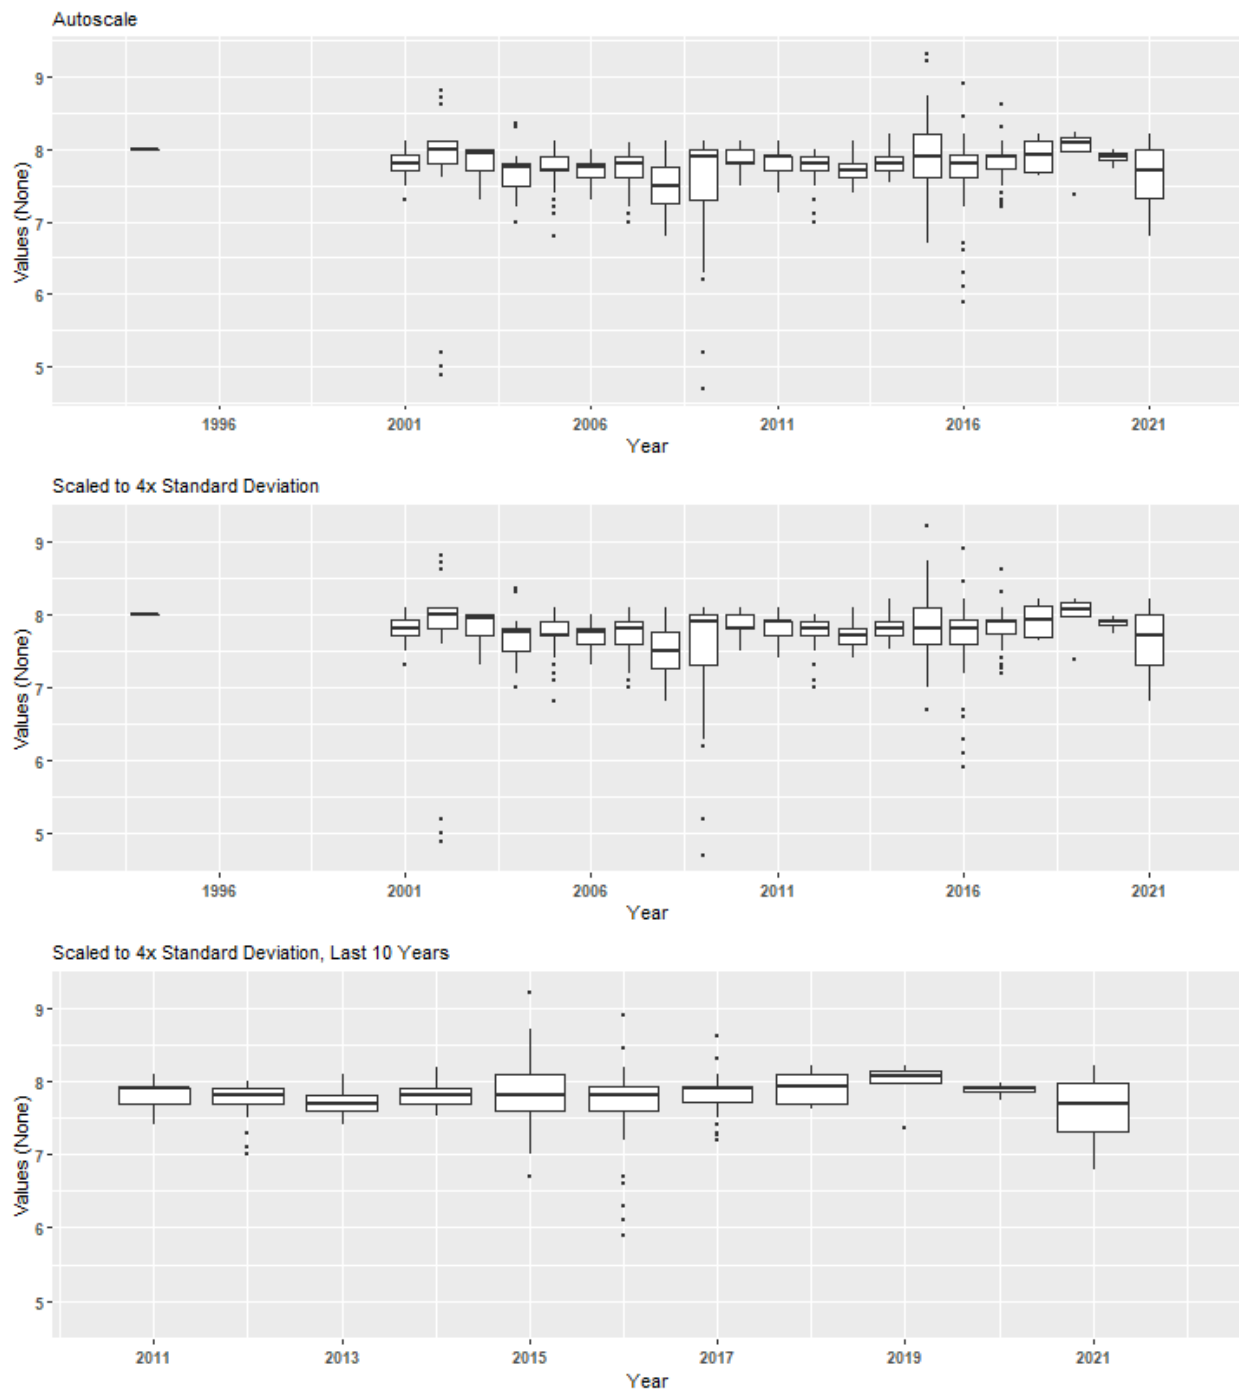 Autoscale
Values (None)
9
8
7
6
5
1996 2001 2006 2011 2016 2021
Year
Scaled to 4x Standard Deviation
Values (None)
9
8
7
6
5
1996 2001 2006 2011 2016 2021
Year
Scaled to 4x Standard Deviation, Last 10 Years
Values (None)
9
8
7
6
5
2011 2013 2015 2017 2019 2021
Year